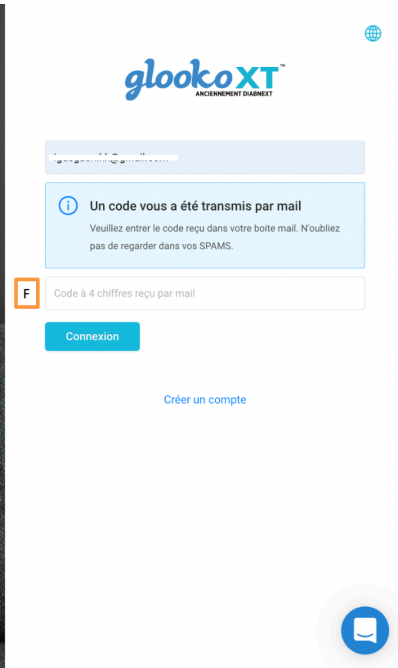 glooko XT™
ANCIENNEMENT DIABNEXT
Un code vous a été transmis par mail
Veuillez entrer le code reçu dans votre boite mail. N'oubliez
pas de regarder dans vos SPAMS.
F
Code à 4 chiffres reçu par mail
Connexion
Créer un compte